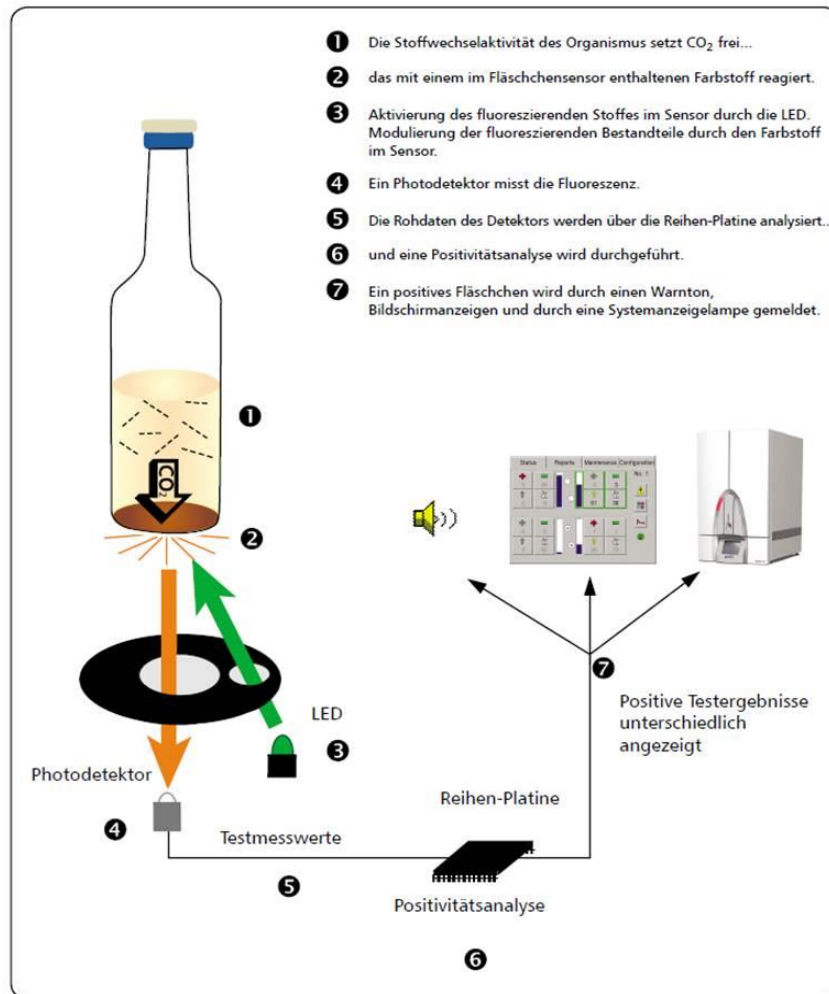 ❶ Die Stoffwechselaktivität des Organismus setzt CO₂ frei...
❷ das mit einem im Fläschchensensor enthaltenen Farbstoff reagiert.
❸ Aktivierung des fluoreszierenden Stoffes im Sensor durch die LED.
Modulierung der fluoreszierenden Bestandteile durch den Farbstoff
im Sensor.
❹ Ein Photodetektor misst die Fluoreszenz.
❺ Die Rohdaten des Detektors werden über die Reihen-Platine analysiert..
❻ und eine Positivitätsanalyse wird durchgeführt.
❼ Ein positives Fläschchen wird durch einen Warnton,
Bildschirmanzeigen und durch eine Systemanzeigelampe gemeldet.
❶
CO₂
❷
Status Reports Maintenance Configuration
No. 1
❼
Positive Testergebnisse
unterschiedlich
angezeigt
LED
❸
Photodetektor
❹
Reihen-Platine
Testmesswerte
❺
Positivitätsanalyse
❻